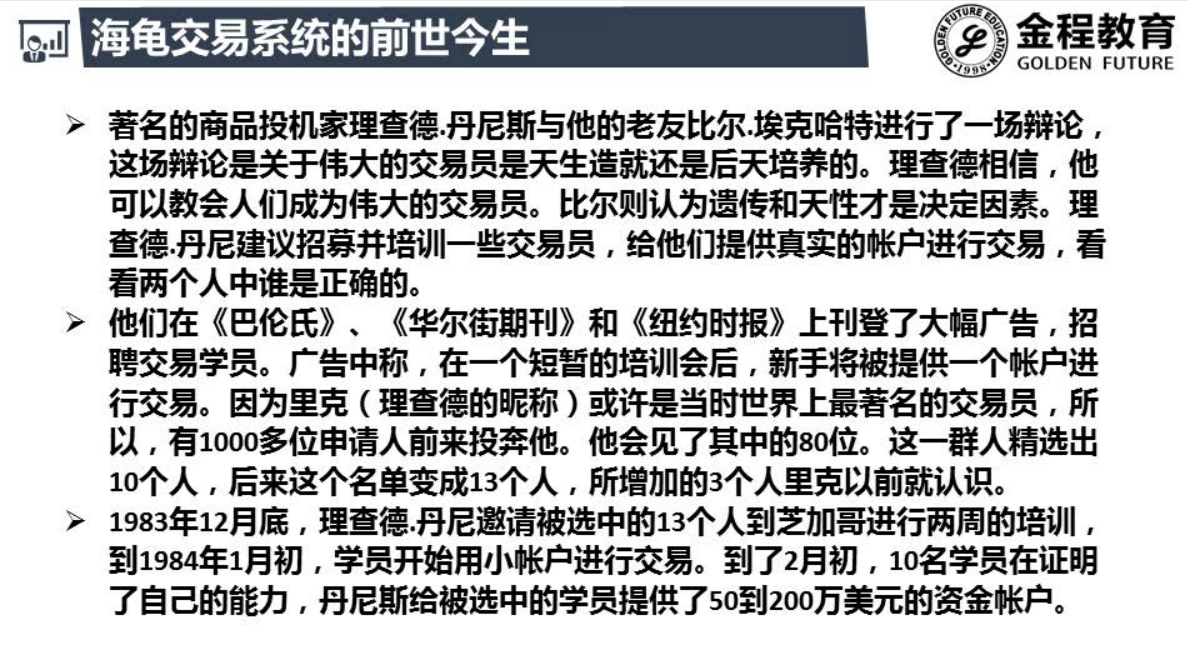 海龟交易系统的前世今生
GOLDEN FUTURE EDUCATION
·1998·
金程教育
GOLDEN FUTURE
➢ 著名的商品投机家理查德.丹尼斯与他的老友比尔.埃克哈特进行了一场辩论，
这场辩论是关于伟大的交易员是天生造就还是后天培养的。理查德相信，他
可以教会人们成为伟大的交易员。比尔则认为遗传和天性才是决定因素。理
查德.丹尼建议招募并培训一些交易员，给他们提供真实的帐户进行交易，看
看两个人中谁是正确的。
➢ 他们在《巴伦氏》、《华尔街期刊》和《纽约时报》上刊登了大幅广告，招
聘交易学员。广告中称，在一个短暂的培训会后，新手将被提供一个帐户进
行交易。因为里克（理查德的昵称）或许是当时世界上最著名的交易员，所
以，有1000多位申请人前来投奔他。他会见了其中的80位。这一群人精选出
10个人，后来这个名单变成13个人，所增加的3个人里克以前就认识。
➢ 1983年12月底，理查德.丹尼邀请被选中的13个人到芝加哥进行两周的培训，
到1984年1月初，学员开始用小帐户进行交易。到了2月初，10名学员在证明
了自己的能力，丹尼斯给被选中的学员提供了50到200万美元的资金帐户。